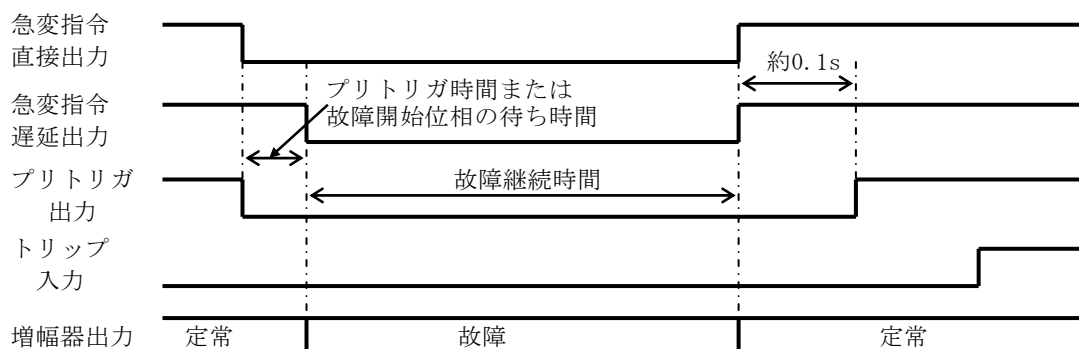 急変指令
直接出力
約0.1s
プリトリガ時間または
故障開始位相の待ち時間
急変指令
遅延出力
プリトリガ
出力
故障継続時間
トリップ
入力
増幅器出力 定常 故障 定常